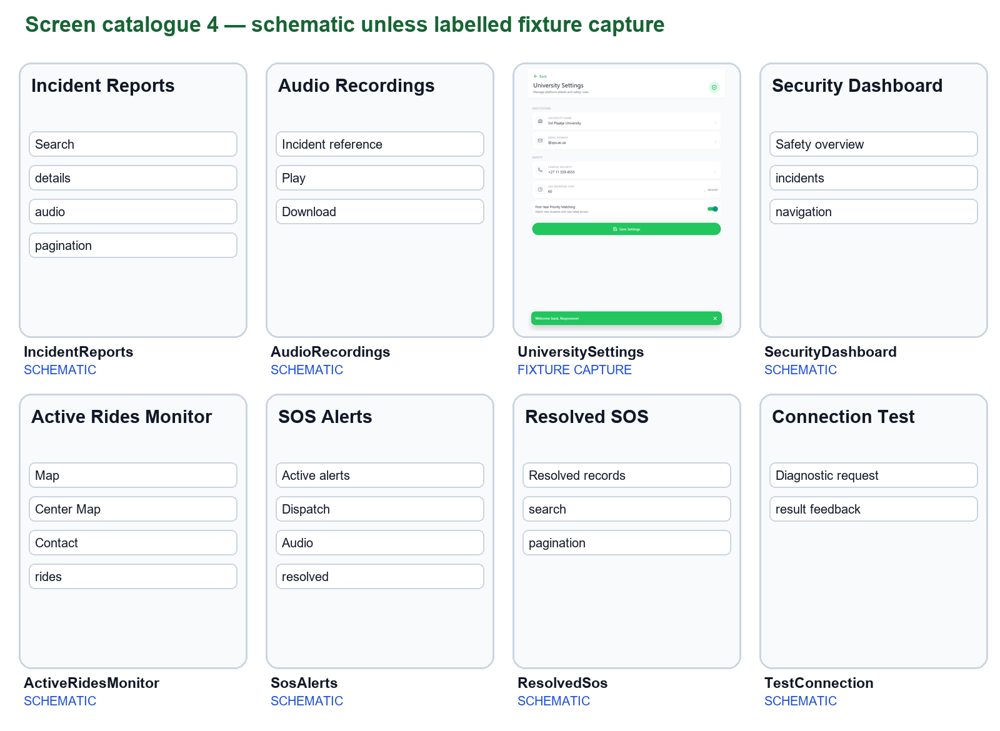 Screen catalogue 4 — schematic unless labelled fixture capture
Incident Reports
Search
details
audio
pagination
IncidentReports
SCHEMATIC
Audio Recordings
Incident reference
Play
Download
AudioRecordings
SCHEMATIC
Back
University Settings
Manage platform details and safety rules
INSTITUTION
UNIVERSITY NAME
Sol Plaatje University
EMAIL DOMAIN
@spu.ac.za
SAFETY
CAMPUS SECURITY
+27 11 559 4555
SOS RESPONSE TIME
60
seconds
First-Year Priority Matching
Match new students with top-rated drivers
Save Settings
Welcome back, Responsive!
UniversitySettings
FIXTURE CAPTURE
Security Dashboard
Safety overview
incidents
navigation
SecurityDashboard
SCHEMATIC
Active Rides Monitor
Map
Center Map
Contact
rides
ActiveRidesMonitor
SCHEMATIC
SOS Alerts
Active alerts
Dispatch
Audio
resolved
SosAlerts
SCHEMATIC
Resolved SOS
Resolved records
search
pagination
ResolvedSos
SCHEMATIC
Connection Test
Diagnostic request
result feedback
TestConnection
SCHEMATIC